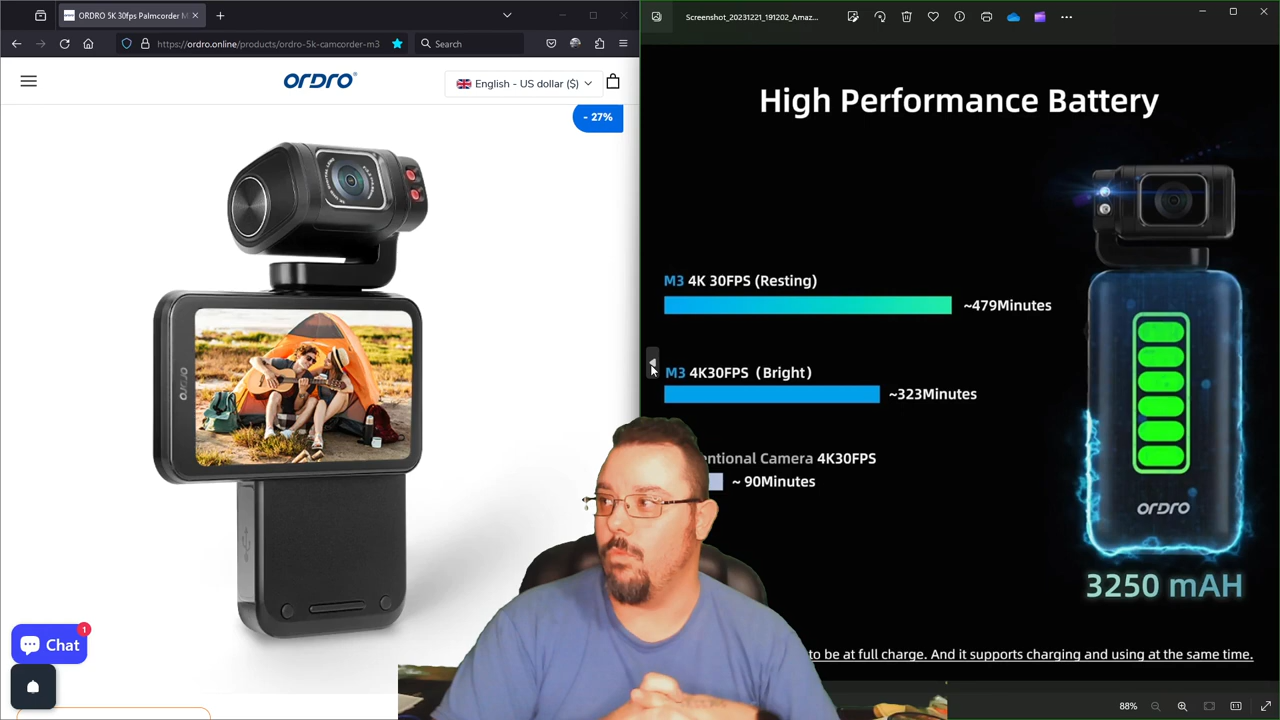 ORDRO 5K 30fps Palmcorder M
https://ordro.online/products/ordro-5k-camcorder-m3
Search
ORDRO
English - US dollar ($)
- 27%
ORDRO
Chat
1
Screenshot_20231221_191202_Amaz...
High Performance Battery
M3 4K 30FPS (Resting)
~479Minutes
M3 4K30FPS (Bright)
~323Minutes
entional Camera 4K30FPS
~ 90Minutes
ORDRO
3250 mAH
to be at full charge. And it supports charging and using at the same time.
88%